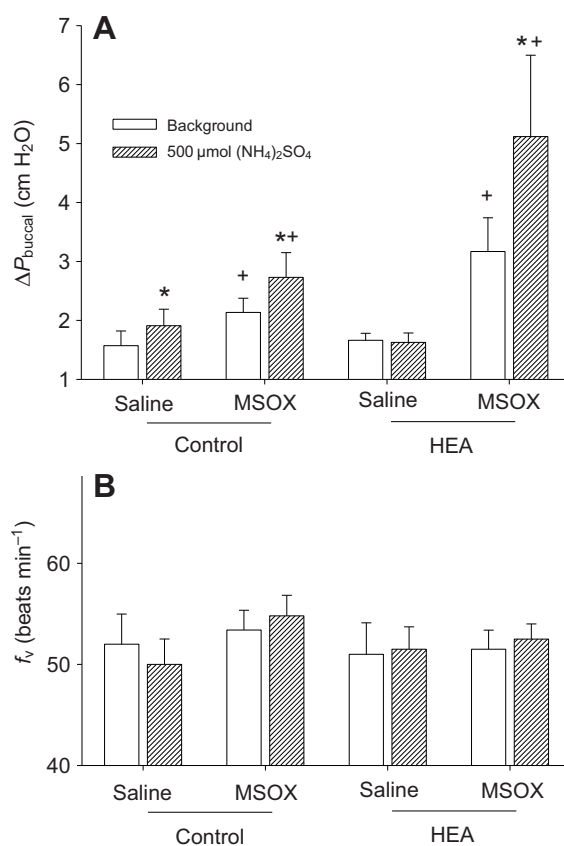 A
7
6
5
4
3
2
1
ΔP_buccal (cm H₂O)
Background
500 µmol (NH₄)₂SO₄
*
+
*+
+
*+
Saline MSOX Saline MSOX
Control HEA
B
60
50
40
f_v (beats min⁻¹)
Saline MSOX Saline MSOX
Control HEA